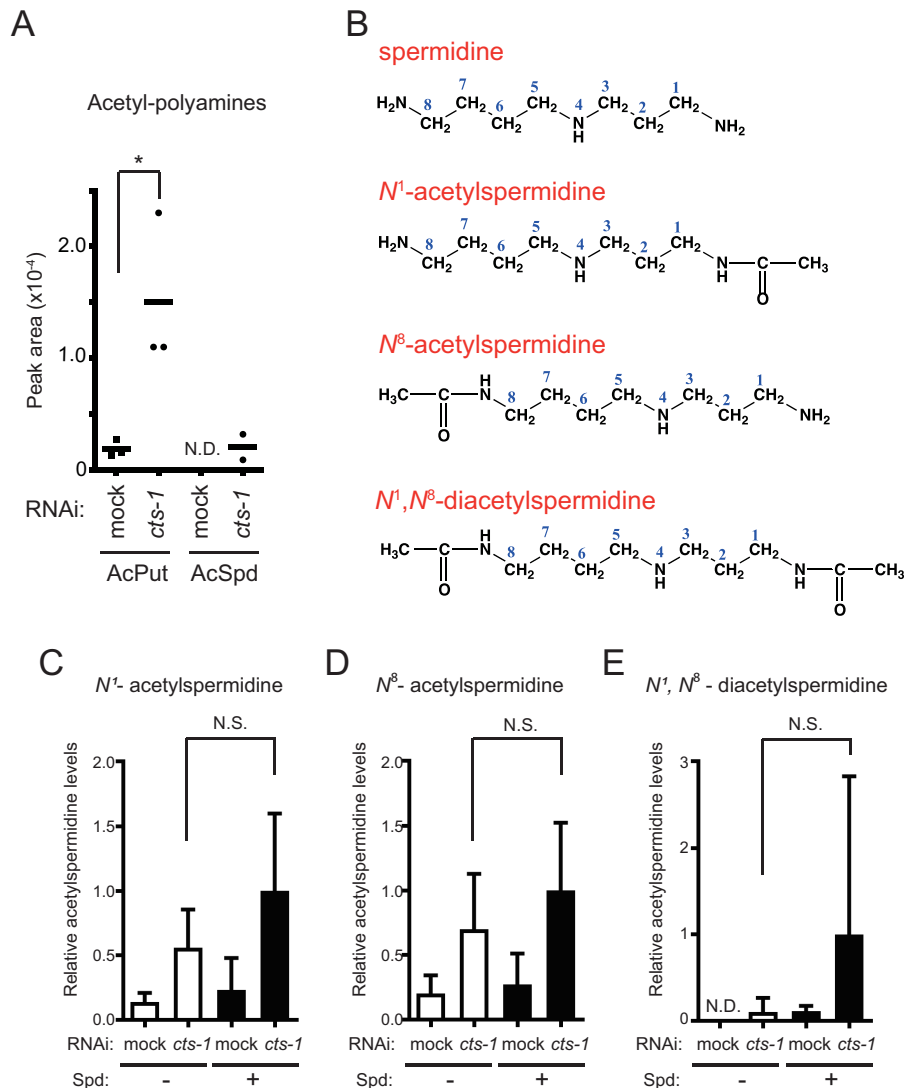 A
Acetyl-polyamines
*
2.0
1.0
0
Peak area (x10⁻⁴)
N.D.
RNAi:
mock
cts-1
mock
cts-1
AcPut
AcSpd
B
spermidine
H₂N 8 CH₂ 7 CH₂ 6 CH₂ 5 CH₂ 4 N H 3 CH₂ 2 CH₂ 1 CH₂ NH₂
N¹-acetylspermidine
H₂N 8 CH₂ 7 CH₂ 6 CH₂ 5 CH₂ 4 N H 3 CH₂ 2 CH₂ 1 CH₂ NH C O CH₃
N⁸-acetylspermidine
H₃C C O H N 8 CH₂ 7 CH₂ 6 CH₂ 5 CH₂ 4 N H 3 CH₂ 2 CH₂ 1 CH₂ NH₂
N¹,N⁸-diacetylspermidine
H₃C C O H N 8 CH₂ 7 CH₂ 6 CH₂ 5 CH₂ 4 N H 3 CH₂ 2 CH₂ 1 CH₂ NH C O CH₃
C
N¹- acetylspermidine
N.S.
2.0
1.5
1.0
0.5
0.0
Relative acetylspermidine levels
RNAi: mock cts-1 mock cts-1
Spd: - +
D
N⁸- acetylspermidine
N.S.
2.0
1.5
1.0
0.5
0.0
Relative acetylspermidine levels
RNAi: mock cts-1 mock cts-1
Spd: - +
E
N¹, N⁸ - diacetylspermidine
N.S.
3
2
1
0
Relative acetylspermidine levels
N.D.
RNAi: mock cts-1 mock cts-1
Spd: - +